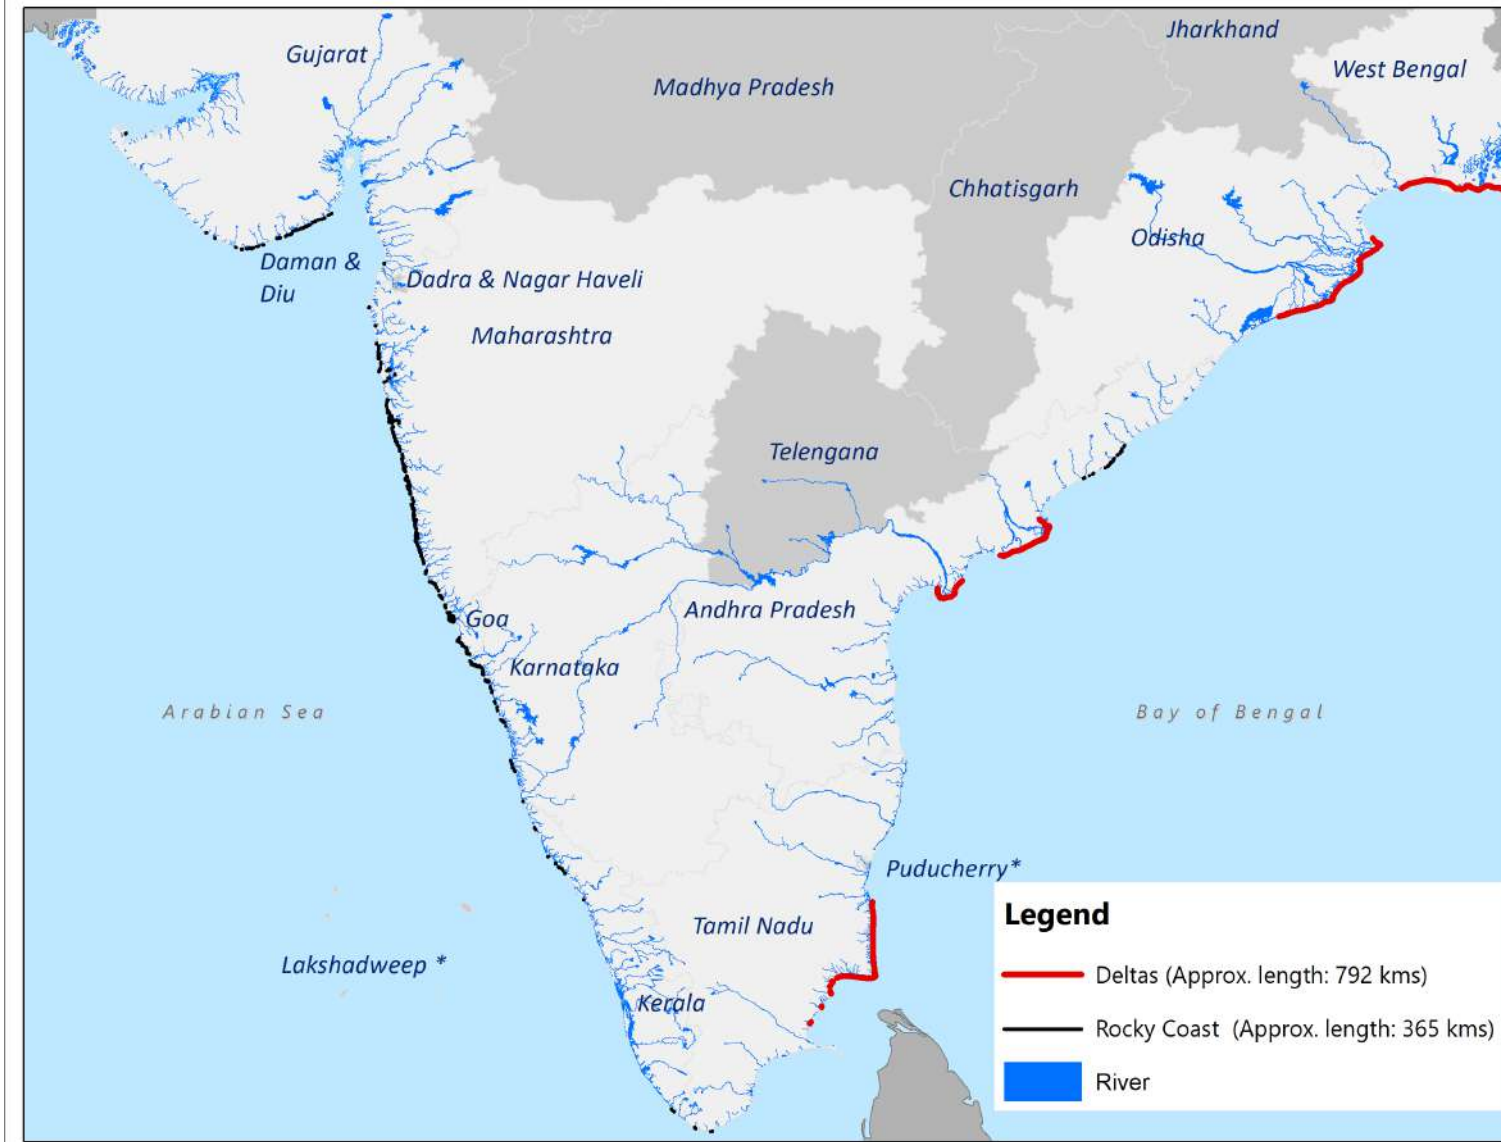 Jharkhand
Gujarat
West Bengal
Madhya Pradesh
Chhatisgarh
Odisha
Daman &
Diu
Dadra & Nagar Haveli
Maharashtra
Telengana
Andhra Pradesh
Goa
Karnataka
Arabian Sea
Bay of Bengal
Puducherry*
Tamil Nadu
Lakshadweep *
Kerala
Legend
Deltas (Approx. length: 792 kms)
Rocky Coast (Approx. length: 365 kms)
River